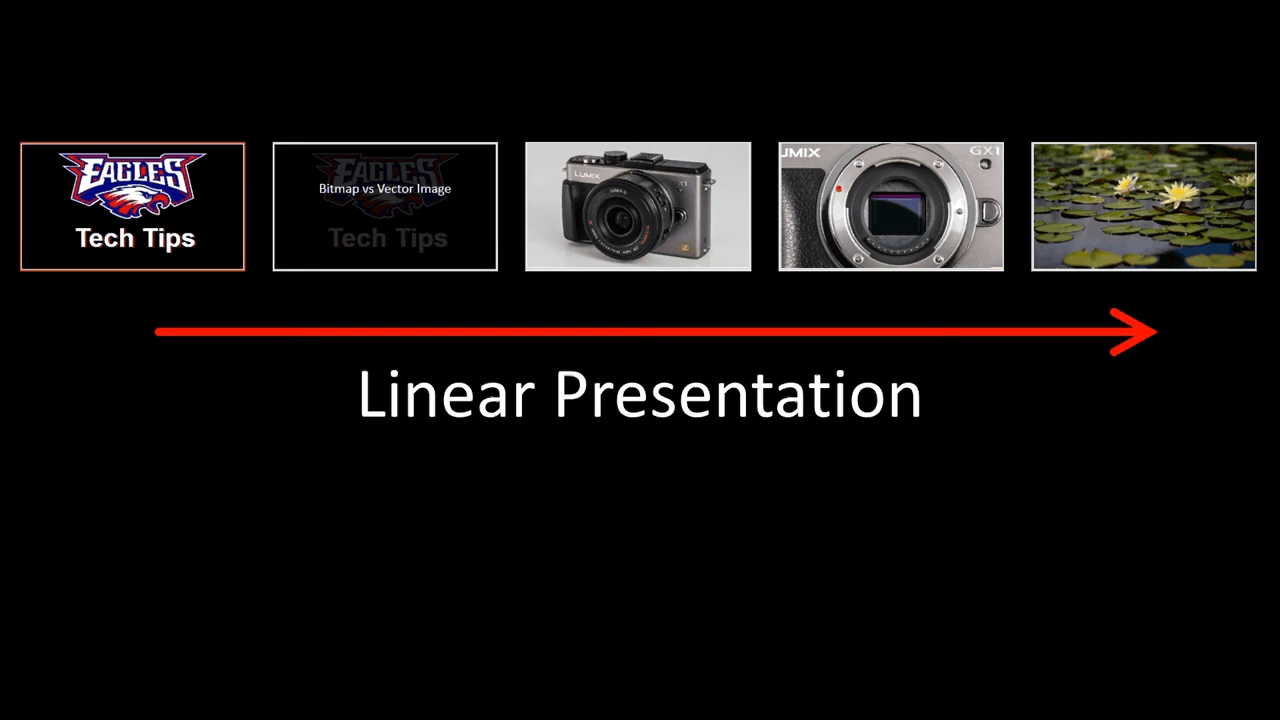 EAGLES
Tech Tips
EAGLES
Bitmap vs Vector Image
Tech Tips
LUMIX
UMIX
GX1
Linear Presentation